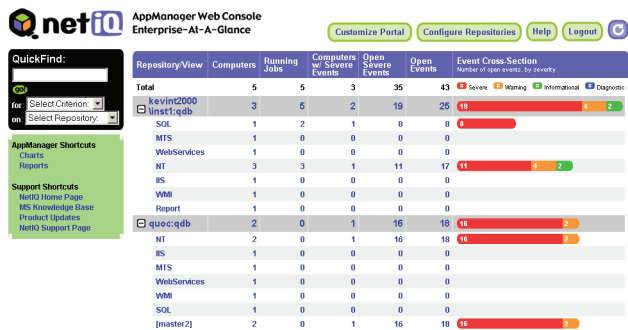 netiQ
AppManager Web Console
Enterprise-At-A-Glance
Customize Portal Configure Repositories Help Logout
QuickFind:
go!
for: Select Criterion:
on Select Repository:
AppManager Shortcuts
Charts
Reports
Support Shortcuts
NetIQ Home Page
MS Knowledge Base
Product Updates
NetIQ Support Page
Repository/View Computers Running Jobs Computers w/ Severe Events Open Severe Events Open Events Event Cross-Section
Number of open events, by severity
Total 5 5 3 35 43 Severe Warning Informational Diagnostic
kevint2000\inst1:qdb 3 5 2 19 25 19 4 2
SQL 1 2 1 8 8 8
MTS 1 0 0 0 0
WebServices 1 0 0 0 0
NT 3 3 1 11 17 11 4 2
IIS 1 0 0 0 0
WMI 1 0 0 0 0
Report 1 0 0 0 0
quoc:qdb 2 0 1 16 18 16 2
NT 2 0 1 16 18 16 2
IIS 1 0 0 0 0
MTS 1 0 0 0 0
WebServices 1 0 0 0 0
WMI 1 0 0 0 0
SQL 1 0 0 0 0
[master2] 2 0 1 16 18 16 2